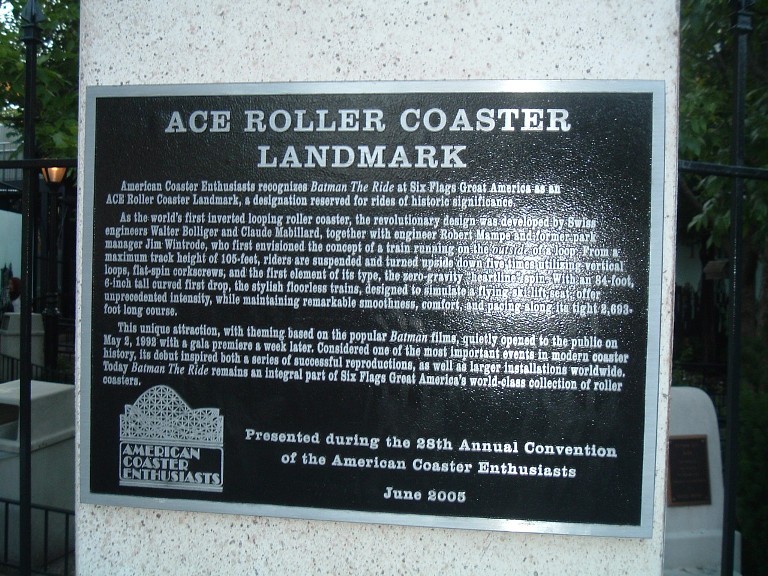 ACE ROLLER COASTER
LANDMARK
American Coaster Enthusiasts recognizes Batman The Ride at Six Flags Great America as an
ACE Roller Coaster Landmark, a designation reserved for rides of historic significance.
As the world's first inverted looping roller coaster, the revolutionary design was developed by Swiss
engineers Walter Bolliger and Claude Mabillard, together with engineer Robert Mampe and former park
manager Jim Wintrode, who first envisioned the concept of a train running on the outside of a loop. From a
maximum track height of 105-feet, riders are suspended and turned upside down five times utilizing vertical
loops, flat-spin corkscrews, and the first element of its type, the zero-gravity "heartline" spin. With an 84-foot,
6-inch tall curved first drop, the stylish floorless trains, designed to simulate a flying ski-lift seat, offer
unprecedented intensity, while maintaining remarkable smoothness, comfort, and pacing along its tight 2,693-
foot long course.
This unique attraction, with theming based on the popular Batman films, quietly opened to the public on
May 2, 1992 with a gala premiere a week later. Considered one of the most important events in modern coaster
history, its debut inspired both a series of successful reproductions, as well as larger installations worldwide.
Today Batman The Ride remains an integral part of Six Flags Great America's world-class collection of roller
coasters.
AMERICAN
COASTER
ENTHUSIASTS
Presented during the 28th Annual Convention
of the American Coaster Enthusiasts
June 2005